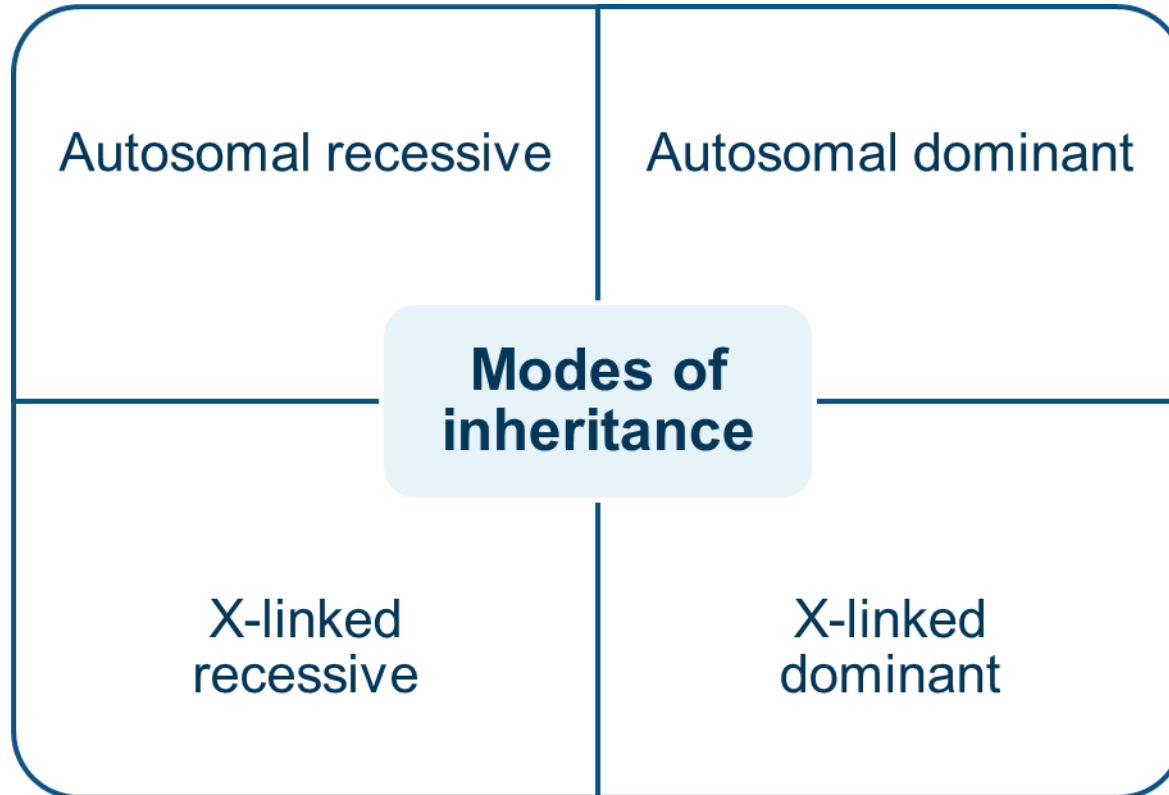 Autosomal recessive
Autosomal dominant
Modes of
inheritance
X-linked
recessive
X-linked
dominant